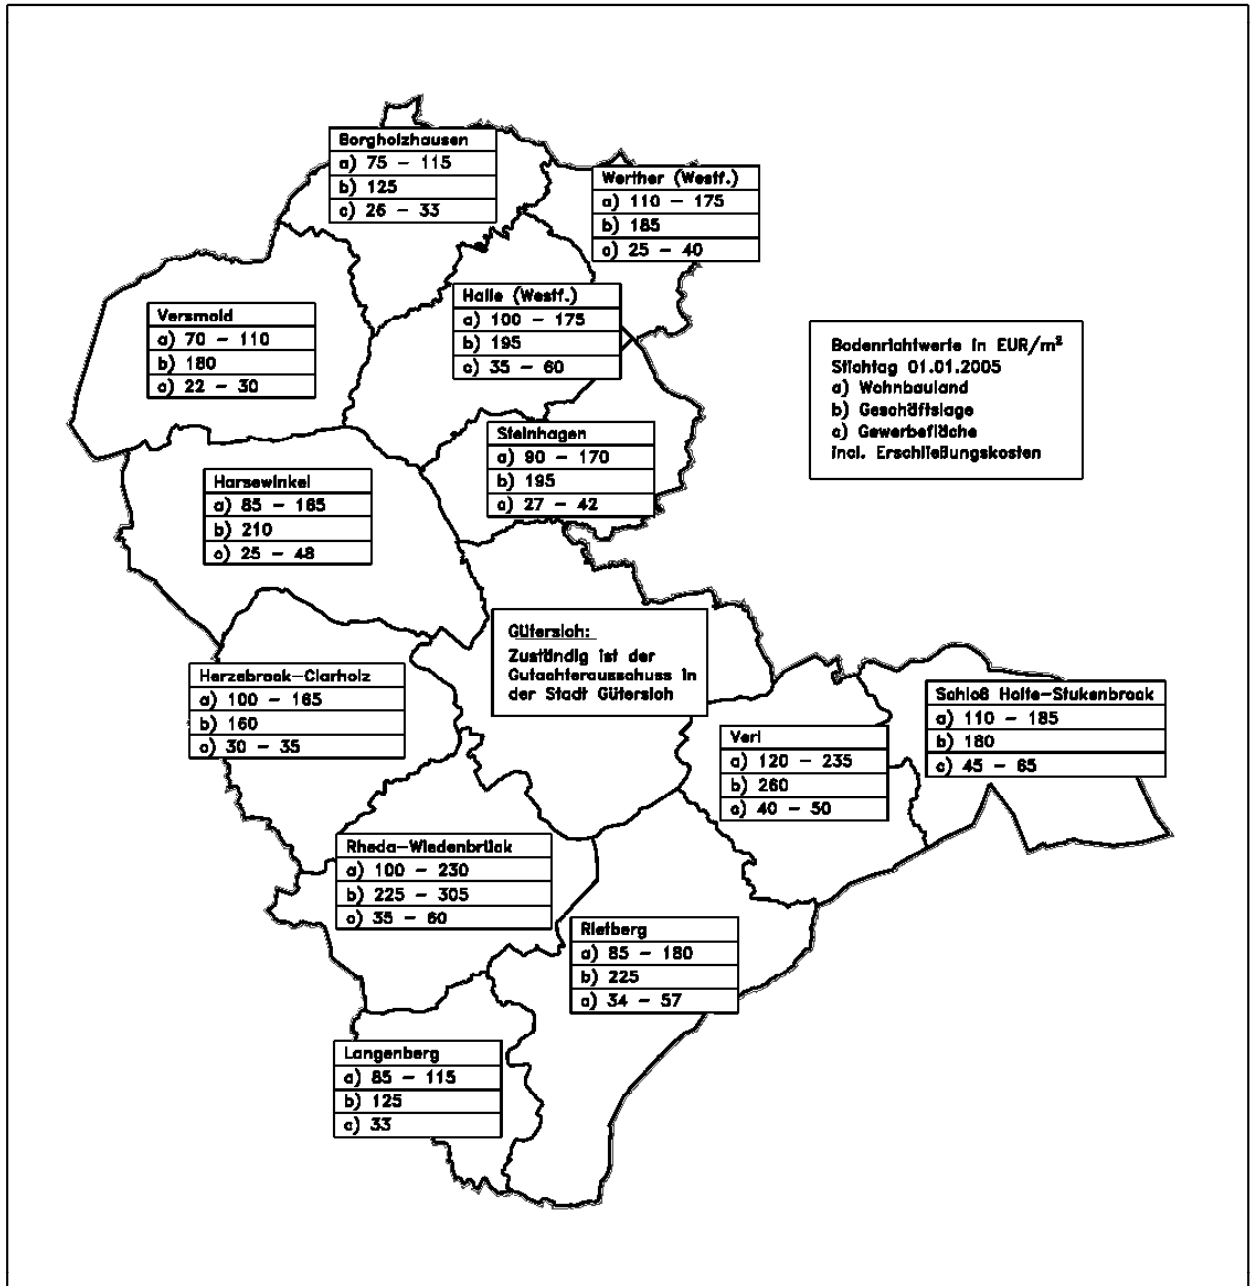 Borgholzhausen
a) 75 – 115
b) 125
c) 26 – 33
Werther (Westf.)
a) 110 – 175
b) 185
c) 25 – 40
Halle (Westf.)
a) 100 – 175
b) 195
c) 35 – 60
Versmold
a) 70 – 110
b) 180
c) 22 – 30
Bodenrichtwerte in EUR/m²
Stichtag 01.01.2005
a) Wohnbauland
b) Geschäftslage
c) Gewerbefläche
incl. Erschließungskosten
Steinhagen
a) 90 – 170
b) 195
c) 27 – 42
Harsewinkel
a) 85 – 165
b) 210
c) 25 – 48
Gütersloh:
Zuständig ist der
Gutachterausschuss in
der Stadt Gütersloh
Herzebrock–Clarholz
a) 100 – 165
b) 160
c) 30 – 35
Schloß Holte–Stukenbrock
a) 110 – 185
b) 180
c) 45 – 65
Verl
a) 120 – 235
b) 260
c) 40 – 50
Rheda–Wiedenbrück
a) 100 – 230
b) 225 – 305
c) 35 – 60
Rietberg
a) 85 – 180
b) 225
c) 34 – 57
Langenberg
a) 85 – 115
b) 125
c) 33